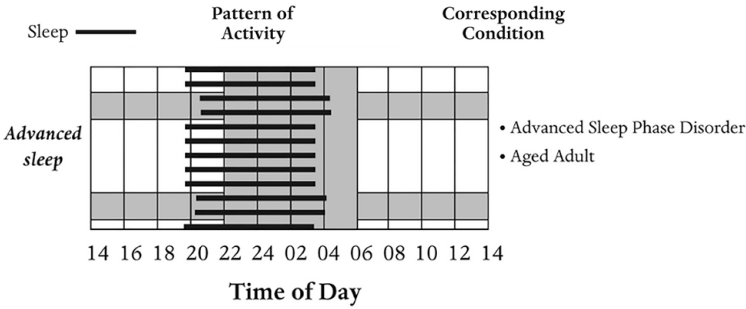 Pattern of Activity
Corresponding Condition
Sleep
Advanced sleep
• Advanced Sleep Phase Disorder
• Aged Adult
14 16 18 20 22 24 02 04 06 08 10 12 14
Time of Day